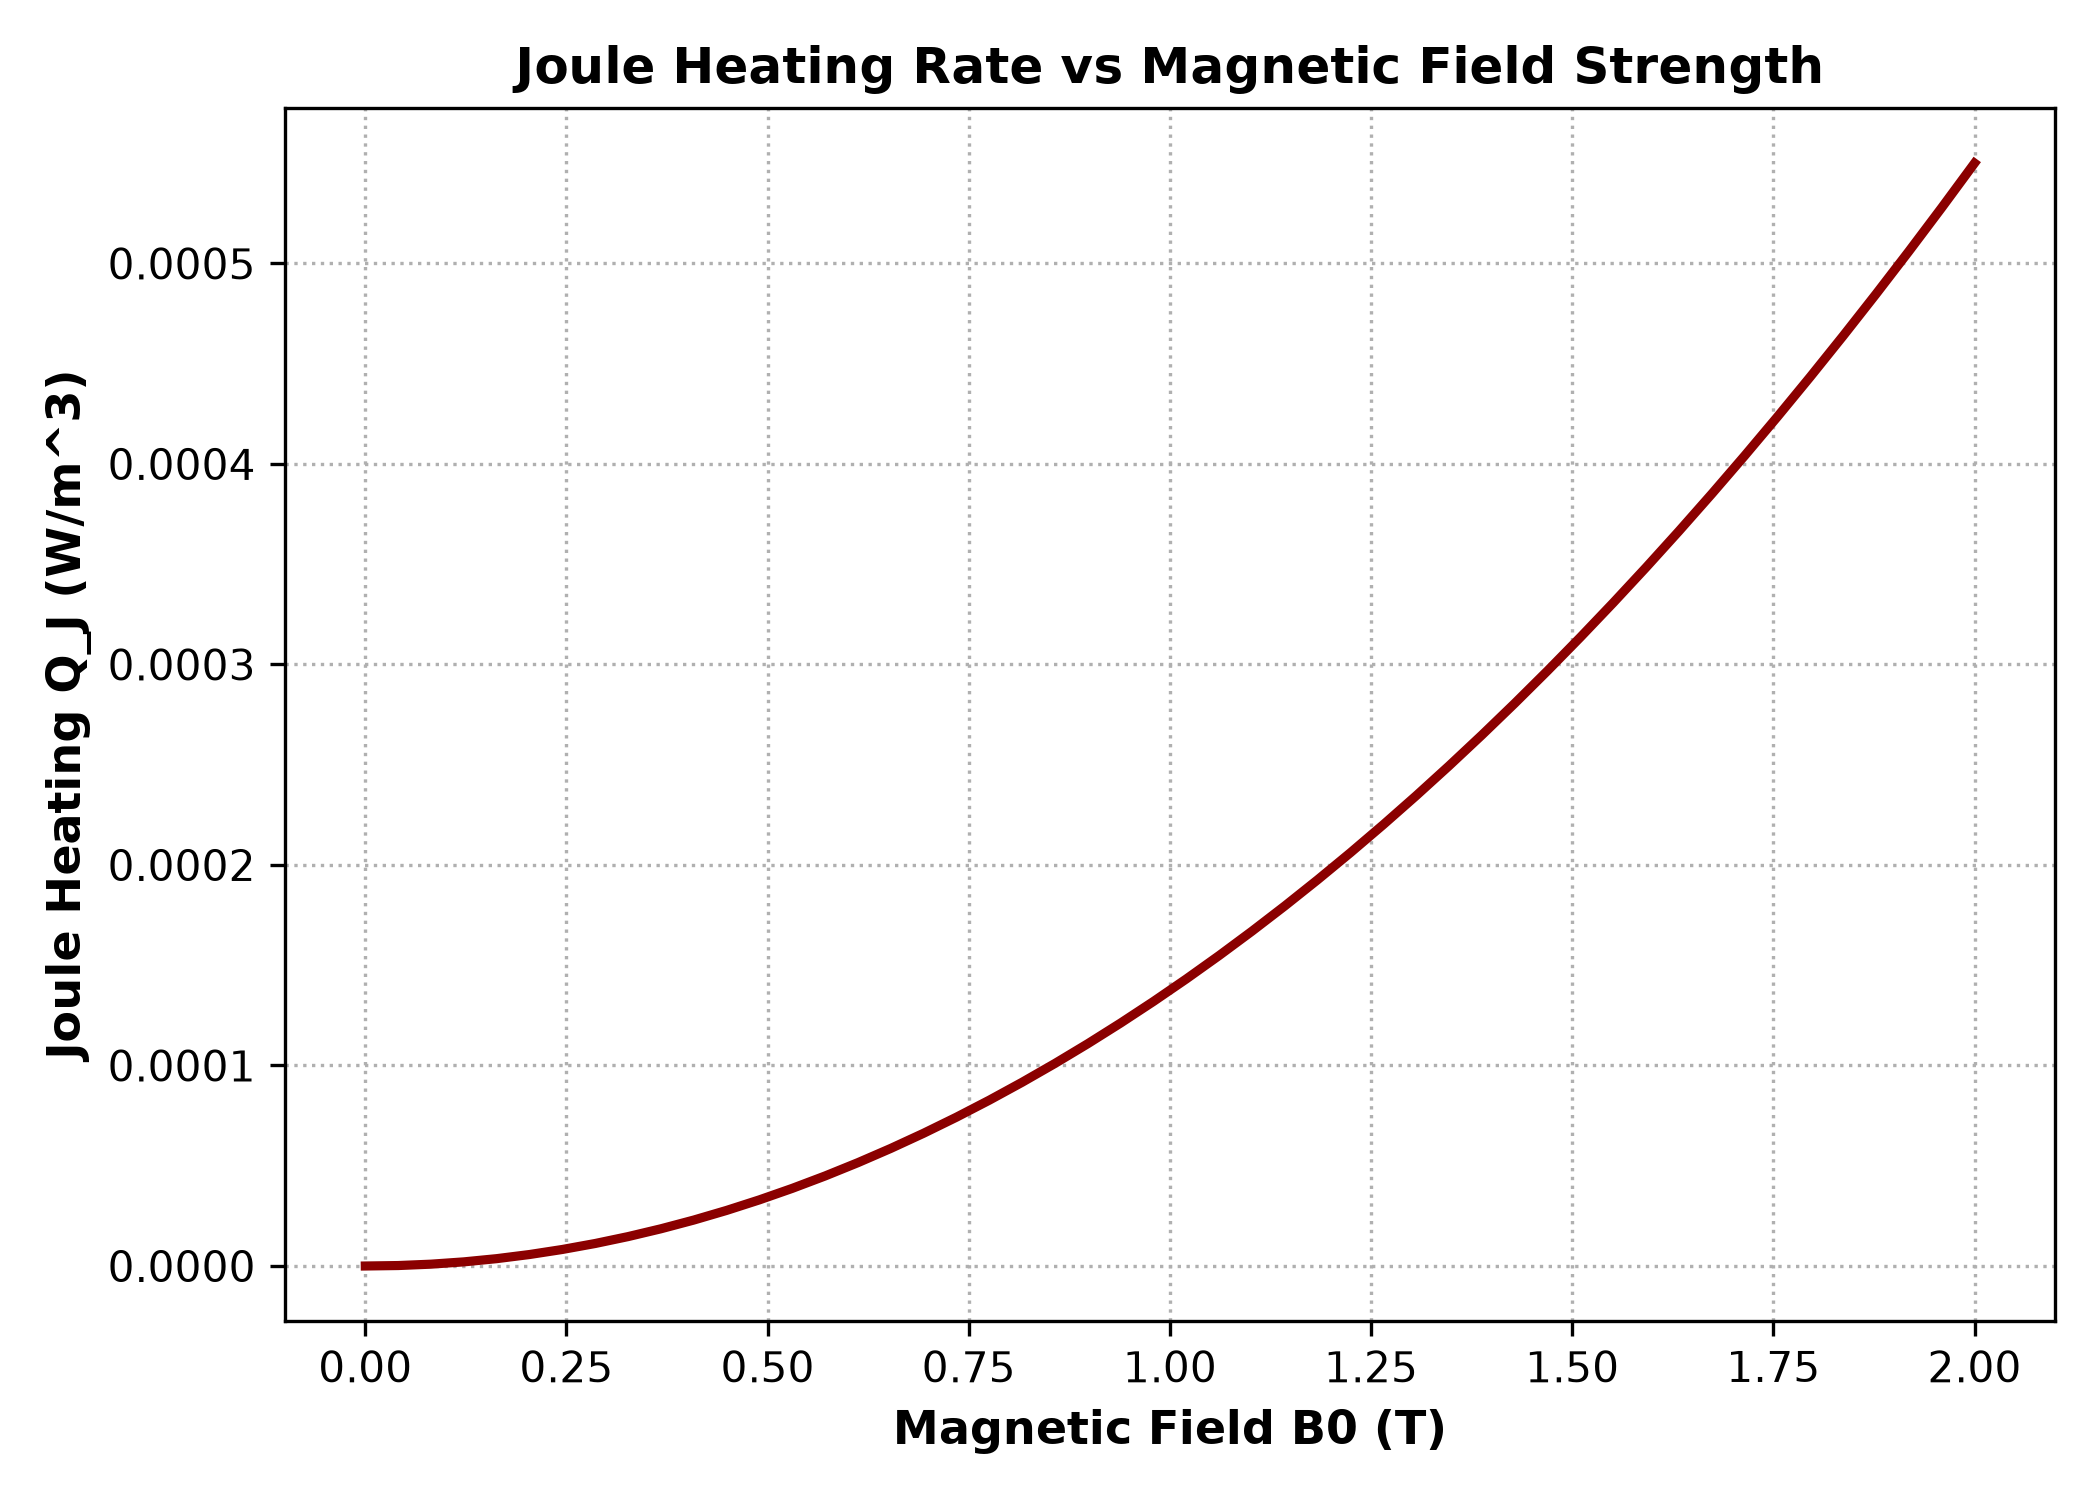 Joule Heating Rate vs Magnetic Field Strength
Joule Heating Q_J (W/m^3)
0.0005
0.0004
0.0003
0.0002
0.0001
0.0000
0.00 0.25 0.50 0.75 1.00 1.25 1.50 1.75 2.00
Magnetic Field B0 (T)